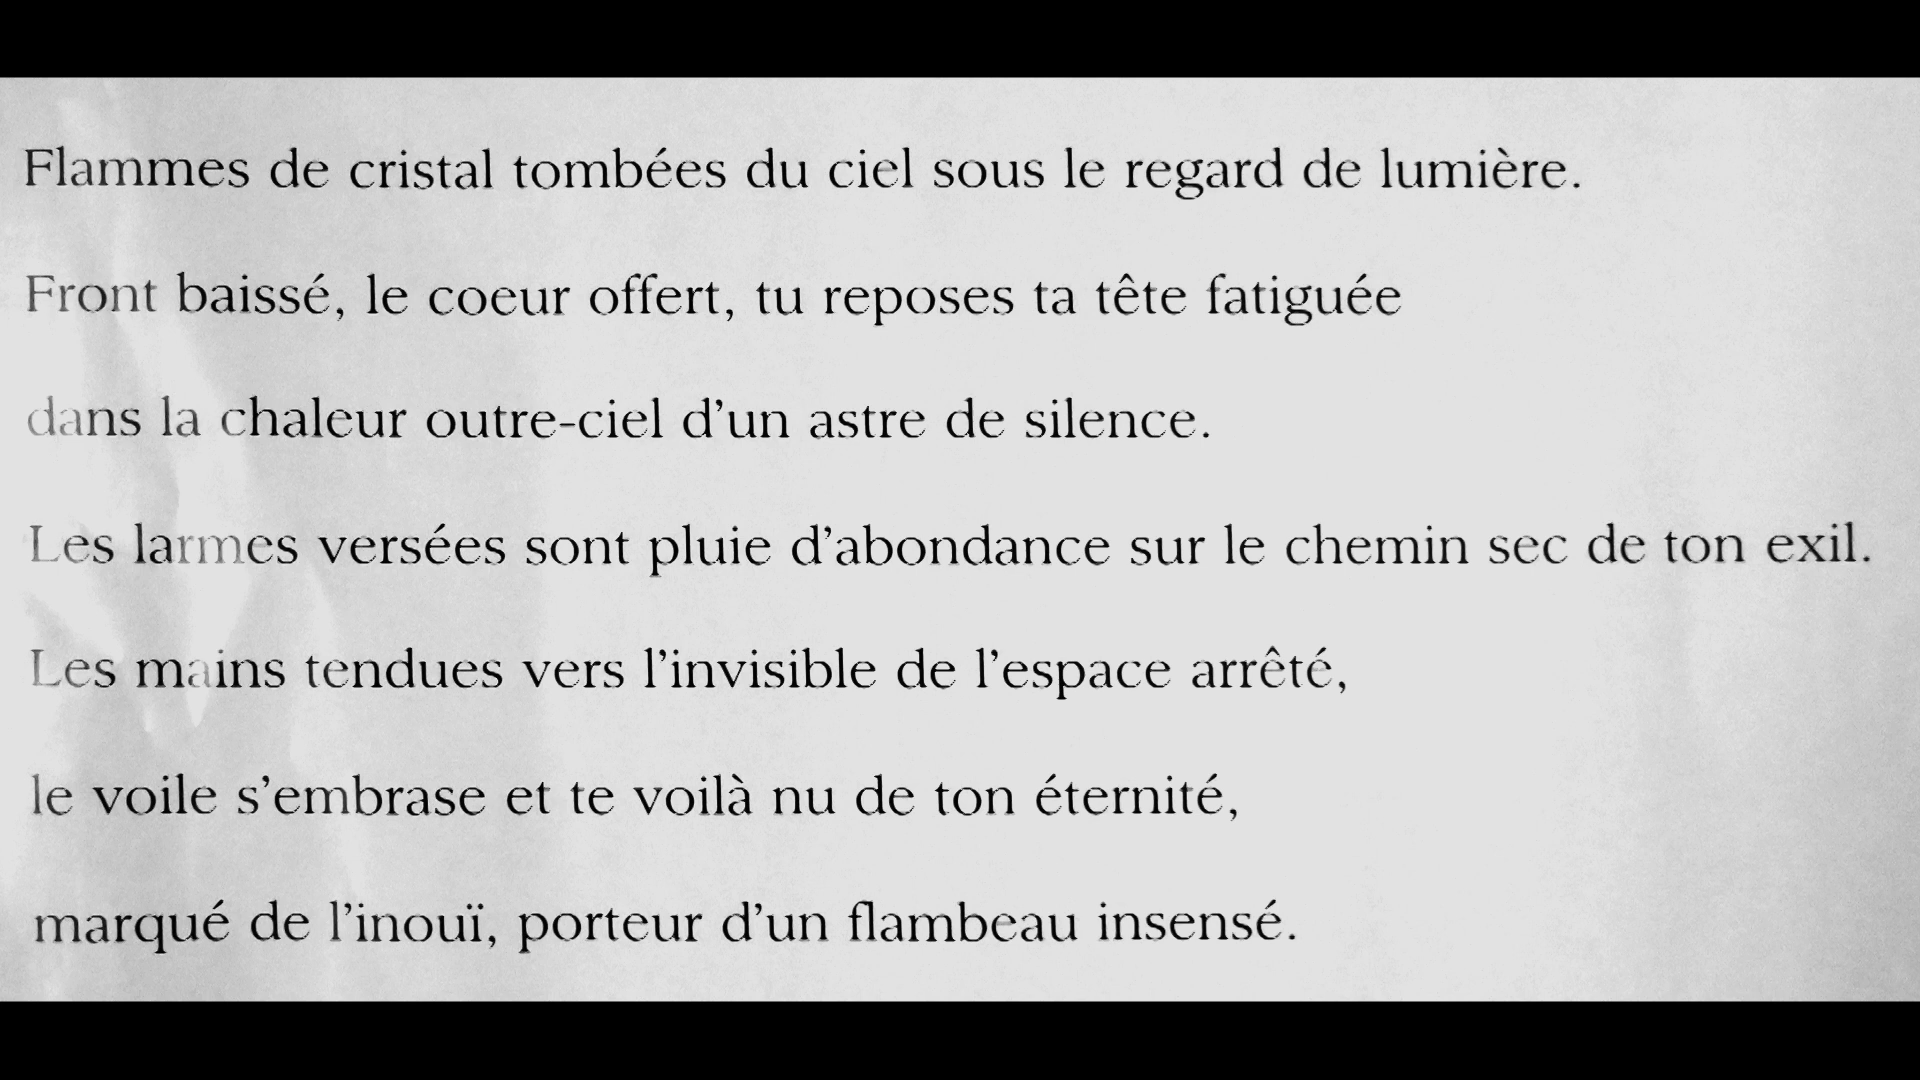 Flammes de cristal tombées du ciel sous le regard de lumière.
Front baissé, le coeur offert, tu reposes ta tête fatiguée
dans la chaleur outre-ciel d'un astre de silence.
Les larmes versées sont pluie d'abondance sur le chemin sec de ton exil.
Les mains tendues vers l'invisible de l'espace arrêté,
le voile s'embrase et te voilà nu de ton éternité,
marqué de l'inouï, porteur d'un flambeau insensé.